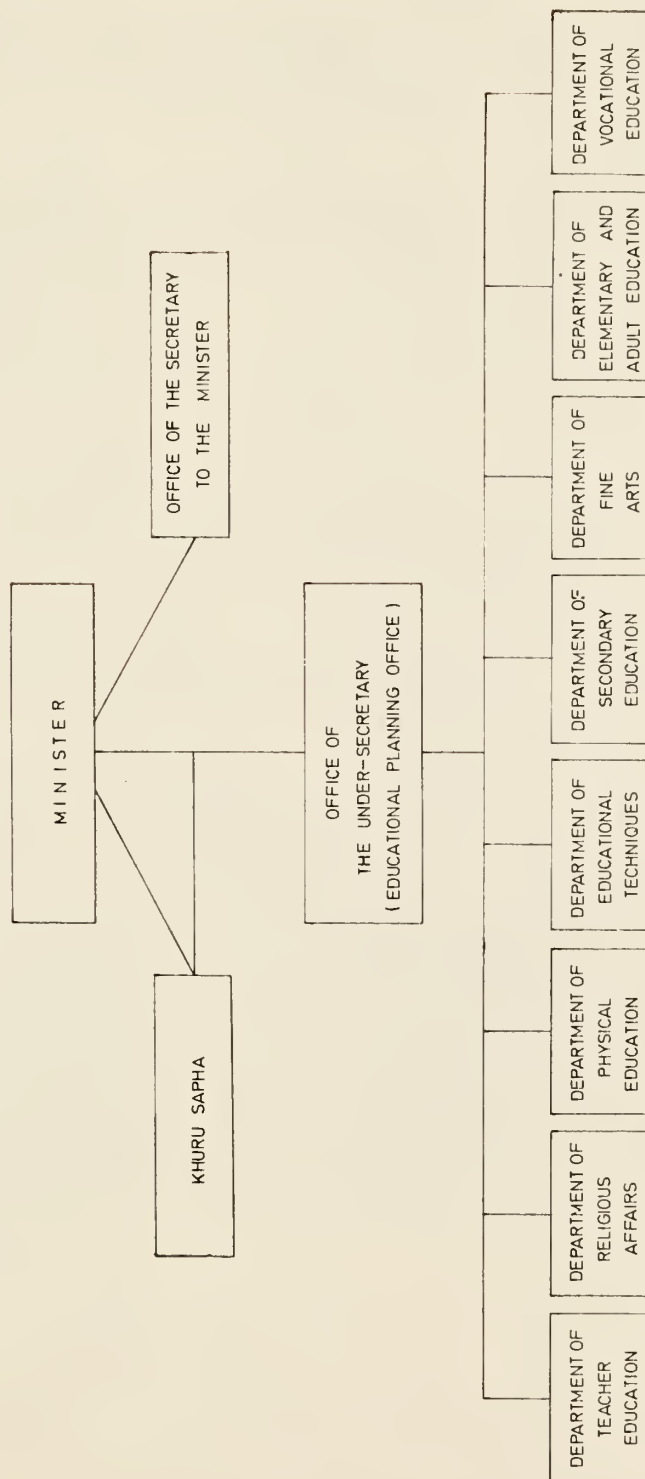 MINISTER
OFFICE OF THE SECRETARY
TO THE MINISTER
KHURU SAPHA
OFFICE OF
THE UNDER-SECRETARY
(EDUCATIONAL PLANNING OFFICE)
DEPARTMENT OF
TEACHER
EDUCATION
DEPARTMENT OF
RELIGIOUS
AFFAIRS
DEPARTMENT OF
PHYSICAL
EDUCATION
DEPARTMENT OF
EDUCATIONAL
TECHNIQUES
DEPARTMENT OF
SECONDARY
EDUCATION
DEPARTMENT OF
FINE
ARTS
DEPARTMENT OF
ELEMENTARY AND
ADULT EDUCATION
DEPARTMENT OF
VOCATIONAL
EDUCATION